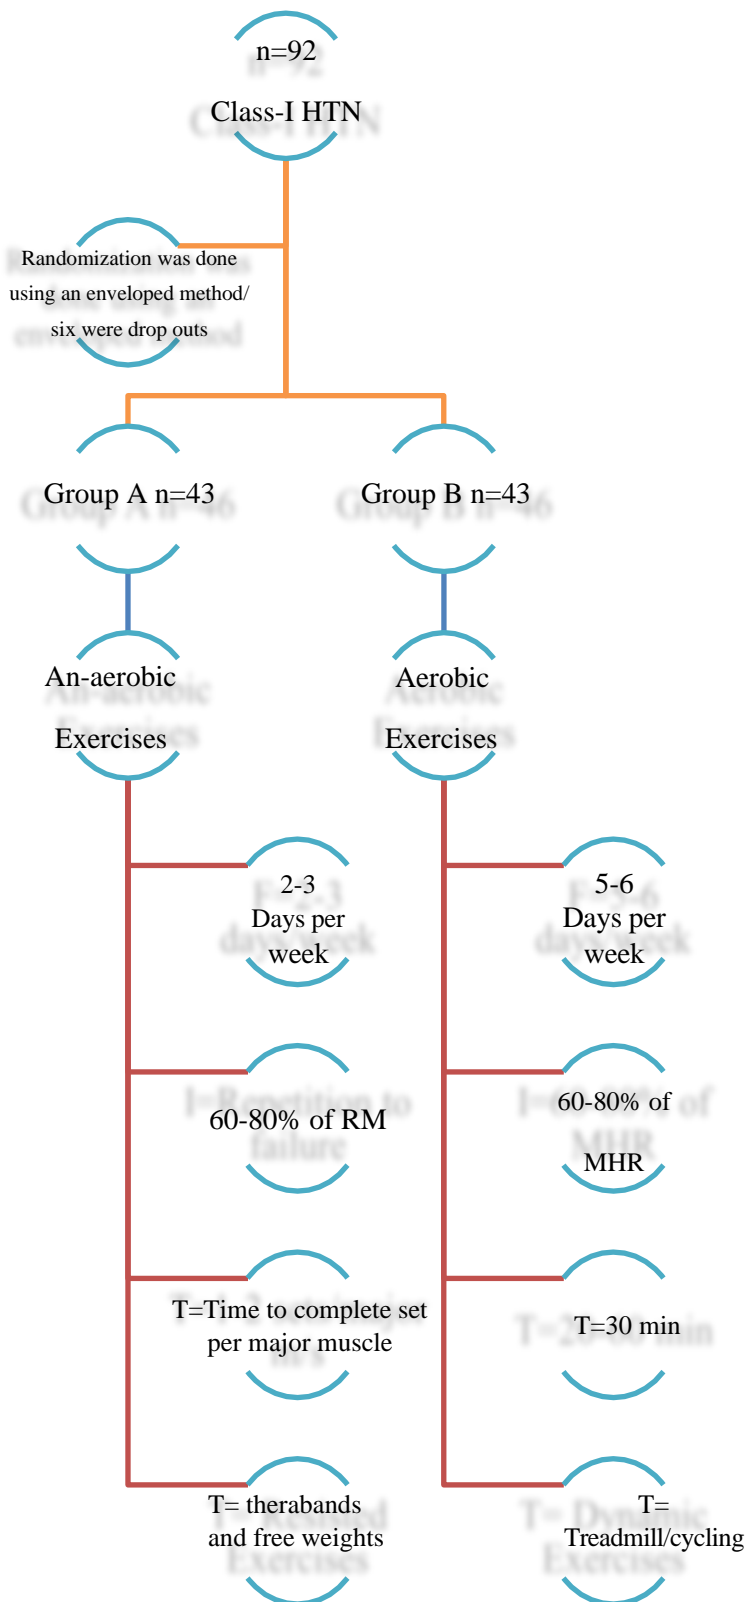 n=92
Class-I HTN
Randomization was done
using an enveloped method/
six were drop outs
Group A n=43
Group B n=43
An-aerobic
Exercises
Aerobic
Exercises
2-3
Days per
week
5-6
Days per
week
60-80% of RM
60-80% of
MHR
T=Time to complete set
per major muscle
T=30 min
T= therabands
and free weights
T=
Treadmill/cycling